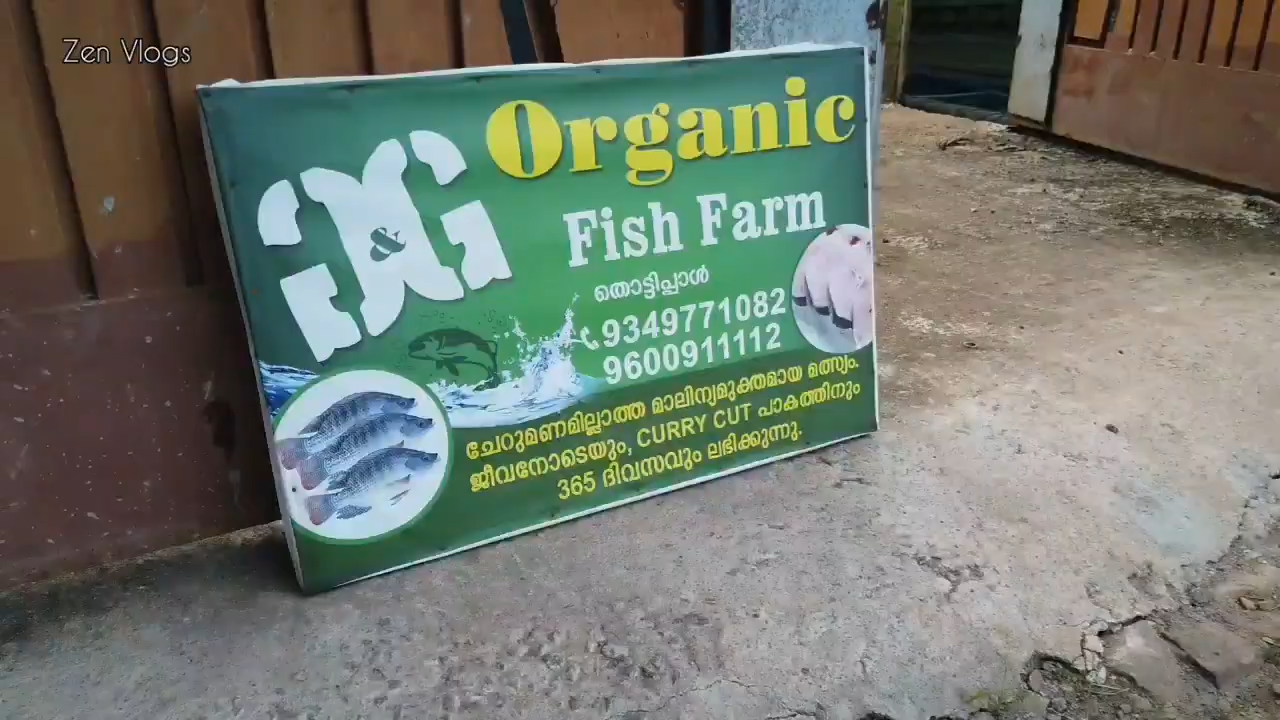 Zen Vlogs
G&G
Organic
Fish Farm
തൊട്ടിപ്പാൾ
9349771082
9600911112
ചേറുമണമില്ലാത്ത മാലിന്യമുക്തമായ മത്സ്യം.
ജീവനോടെയും, CURRY CUT പാകത്തിനും
365 ദിവസവും ലഭിക്കുന്നു.